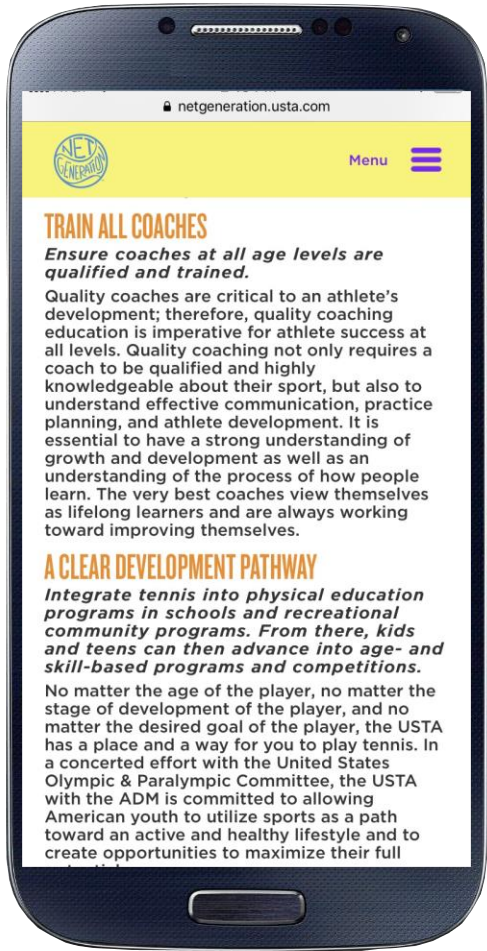 netgeneration.usta.com
NET
GENERATION
Menu
TRAIN ALL COACHES
Ensure coaches at all age levels are
qualified and trained.
Quality coaches are critical to an athlete's
development; therefore, quality coaching
education is imperative for athlete success at
all levels. Quality coaching not only requires a
coach to be qualified and highly
knowledgeable about their sport, but also to
understand effective communication, practice
planning, and athlete development. It is
essential to have a strong understanding of
growth and development as well as an
understanding of the process of how people
learn. The very best coaches view themselves
as lifelong learners and are always working
toward improving themselves.
A CLEAR DEVELOPMENT PATHWAY
Integrate tennis into physical education
programs in schools and recreational
community programs. From there, kids
and teens can then advance into age- and
skill-based programs and competitions.
No matter the age of the player, no matter the
stage of development of the player, and no
matter the desired goal of the player, the USTA
has a place and a way for you to play tennis. In
a concerted effort with the United States
Olympic & Paralympic Committee, the USTA
with the ADM is committed to allowing
American youth to utilize sports as a path
toward an active and healthy lifestyle and to
create opportunities to maximize their full